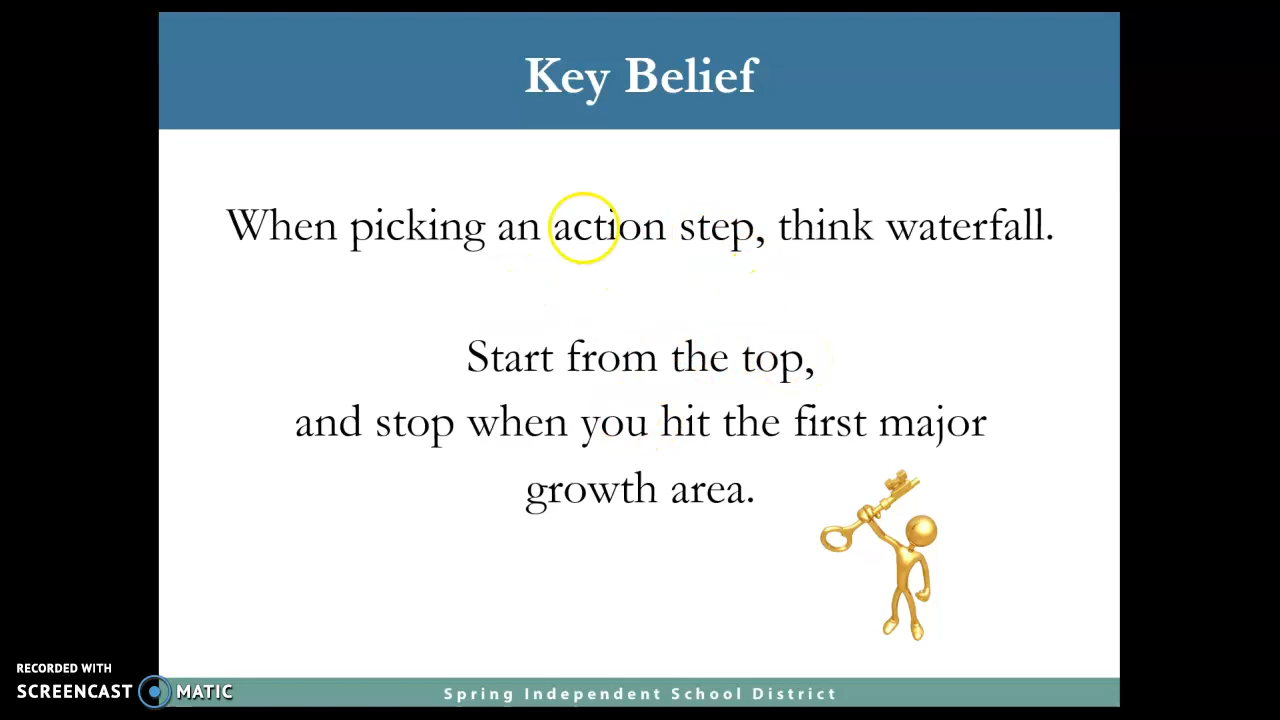 Key Belief
When picking an action step, think waterfall.
Start from the top,
and stop when you hit the first major
growth area.
RECORDED WITH
SCREENCAST MATIC
Spring Independent School District